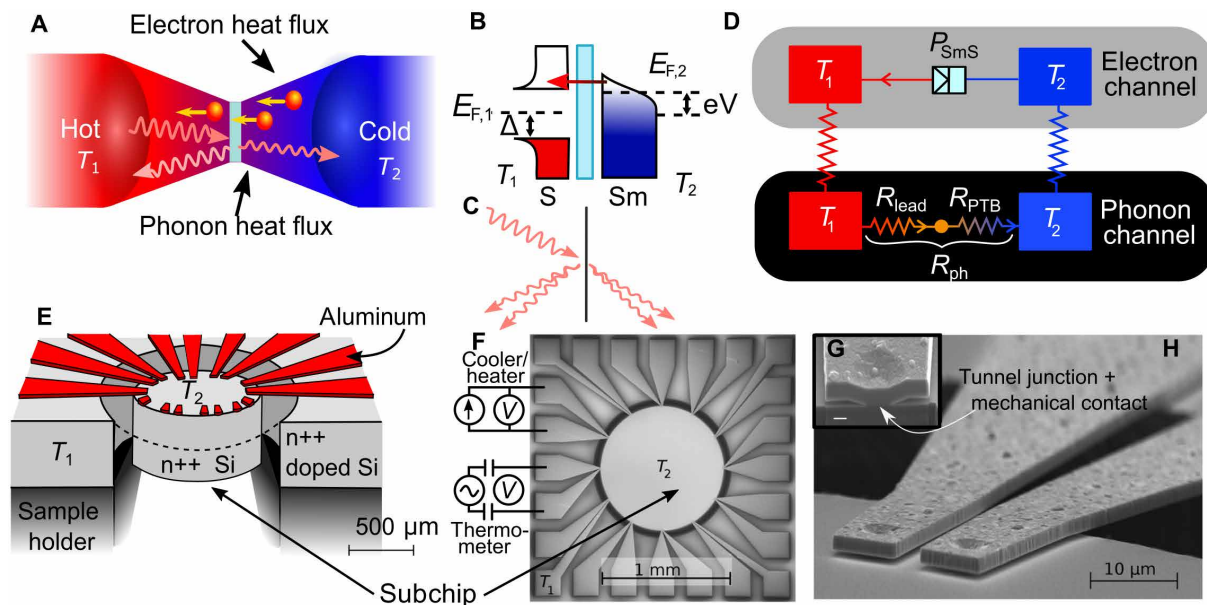 A
Electron heat flux
Hot
T1
Cold
T2
Phonon heat flux
B
EF,2
EF,1
eV
Δ
T1
S
Sm
T2
C
D
PSmS
T1
T2
Electron
channel
T1
Rlead
RPTB
T2
Phonon
channel
Rph
E
Aluminum
T2
T1
n++ Si
n++
doped Si
Sample
holder
500 μm
Subchip
F
Cooler/
heater
V
V
Thermo-
meter
T2
T1
1 mm
G
H
Tunnel junction +
mechanical contact
10 μm